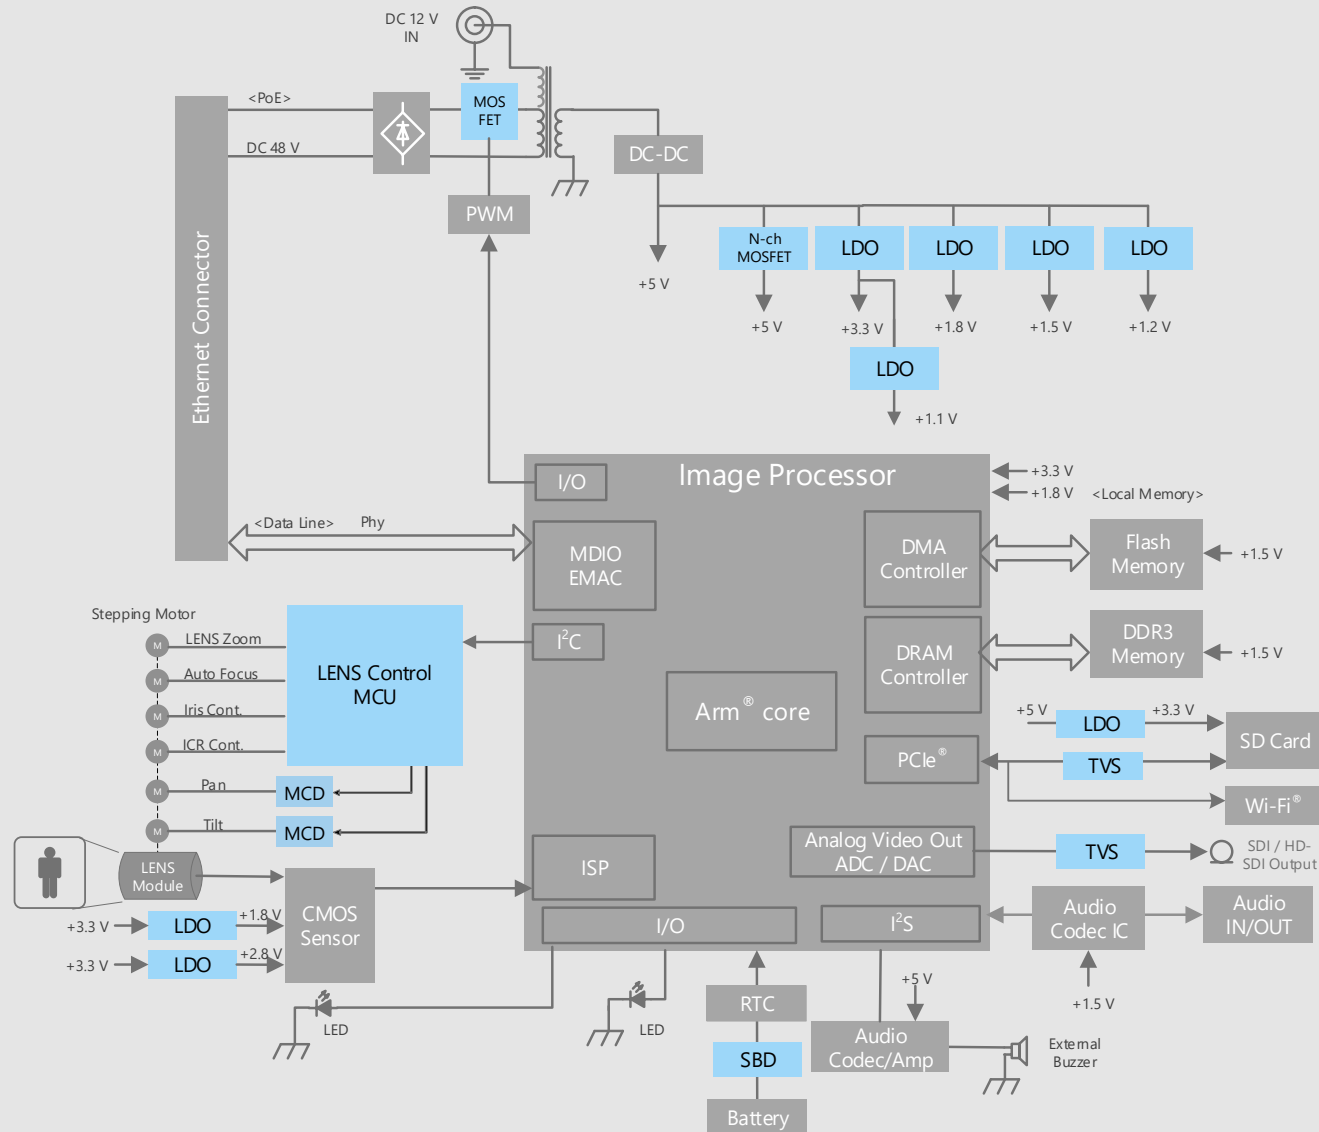 DC 12 V
IN
<PoE>
MOS
FET
DC 48 V
DC-DC
PWM
Ethernet Connector
N-ch
MOSFET
LDO
LDO
LDO
LDO
+5 V
+5 V
+3.3 V
+1.8 V
+1.5 V
+1.2 V
LDO
+1.1 V
Image Processor
I/O
+3.3 V
+1.8 V
<Local Memory>
<Data Line>
Phy
MDIO
EMAC
DMA
Controller
Flash
Memory
+1.5 V
Stepping Motor
I²C
DRAM
Controller
DDR3
Memory
+1.5 V
M
LENS Zoom
M
Auto Focus
M
Iris Cont.
M
ICR Cont.
M
Pan
M
Tilt
LENS Control
MCU
MCD
MCD
Arm® core
+5 V
LDO
+3.3 V
SD Card
PCIe®
TVS
Wi-Fi®
Analog Video Out
ADC / DAC
TVS
SDI / HD-
SDI Output
LENS
Module
ISP
CMOS
Sensor
+3.3 V
LDO
+1.8 V
+3.3 V
LDO
+2.8 V
I/O
I²S
Audio
Codec IC
Audio
IN/OUT
+1.5 V
LED
LED
RTC
+5 V
SBD
Audio
Codec/Amp
External
Buzzer
Battery